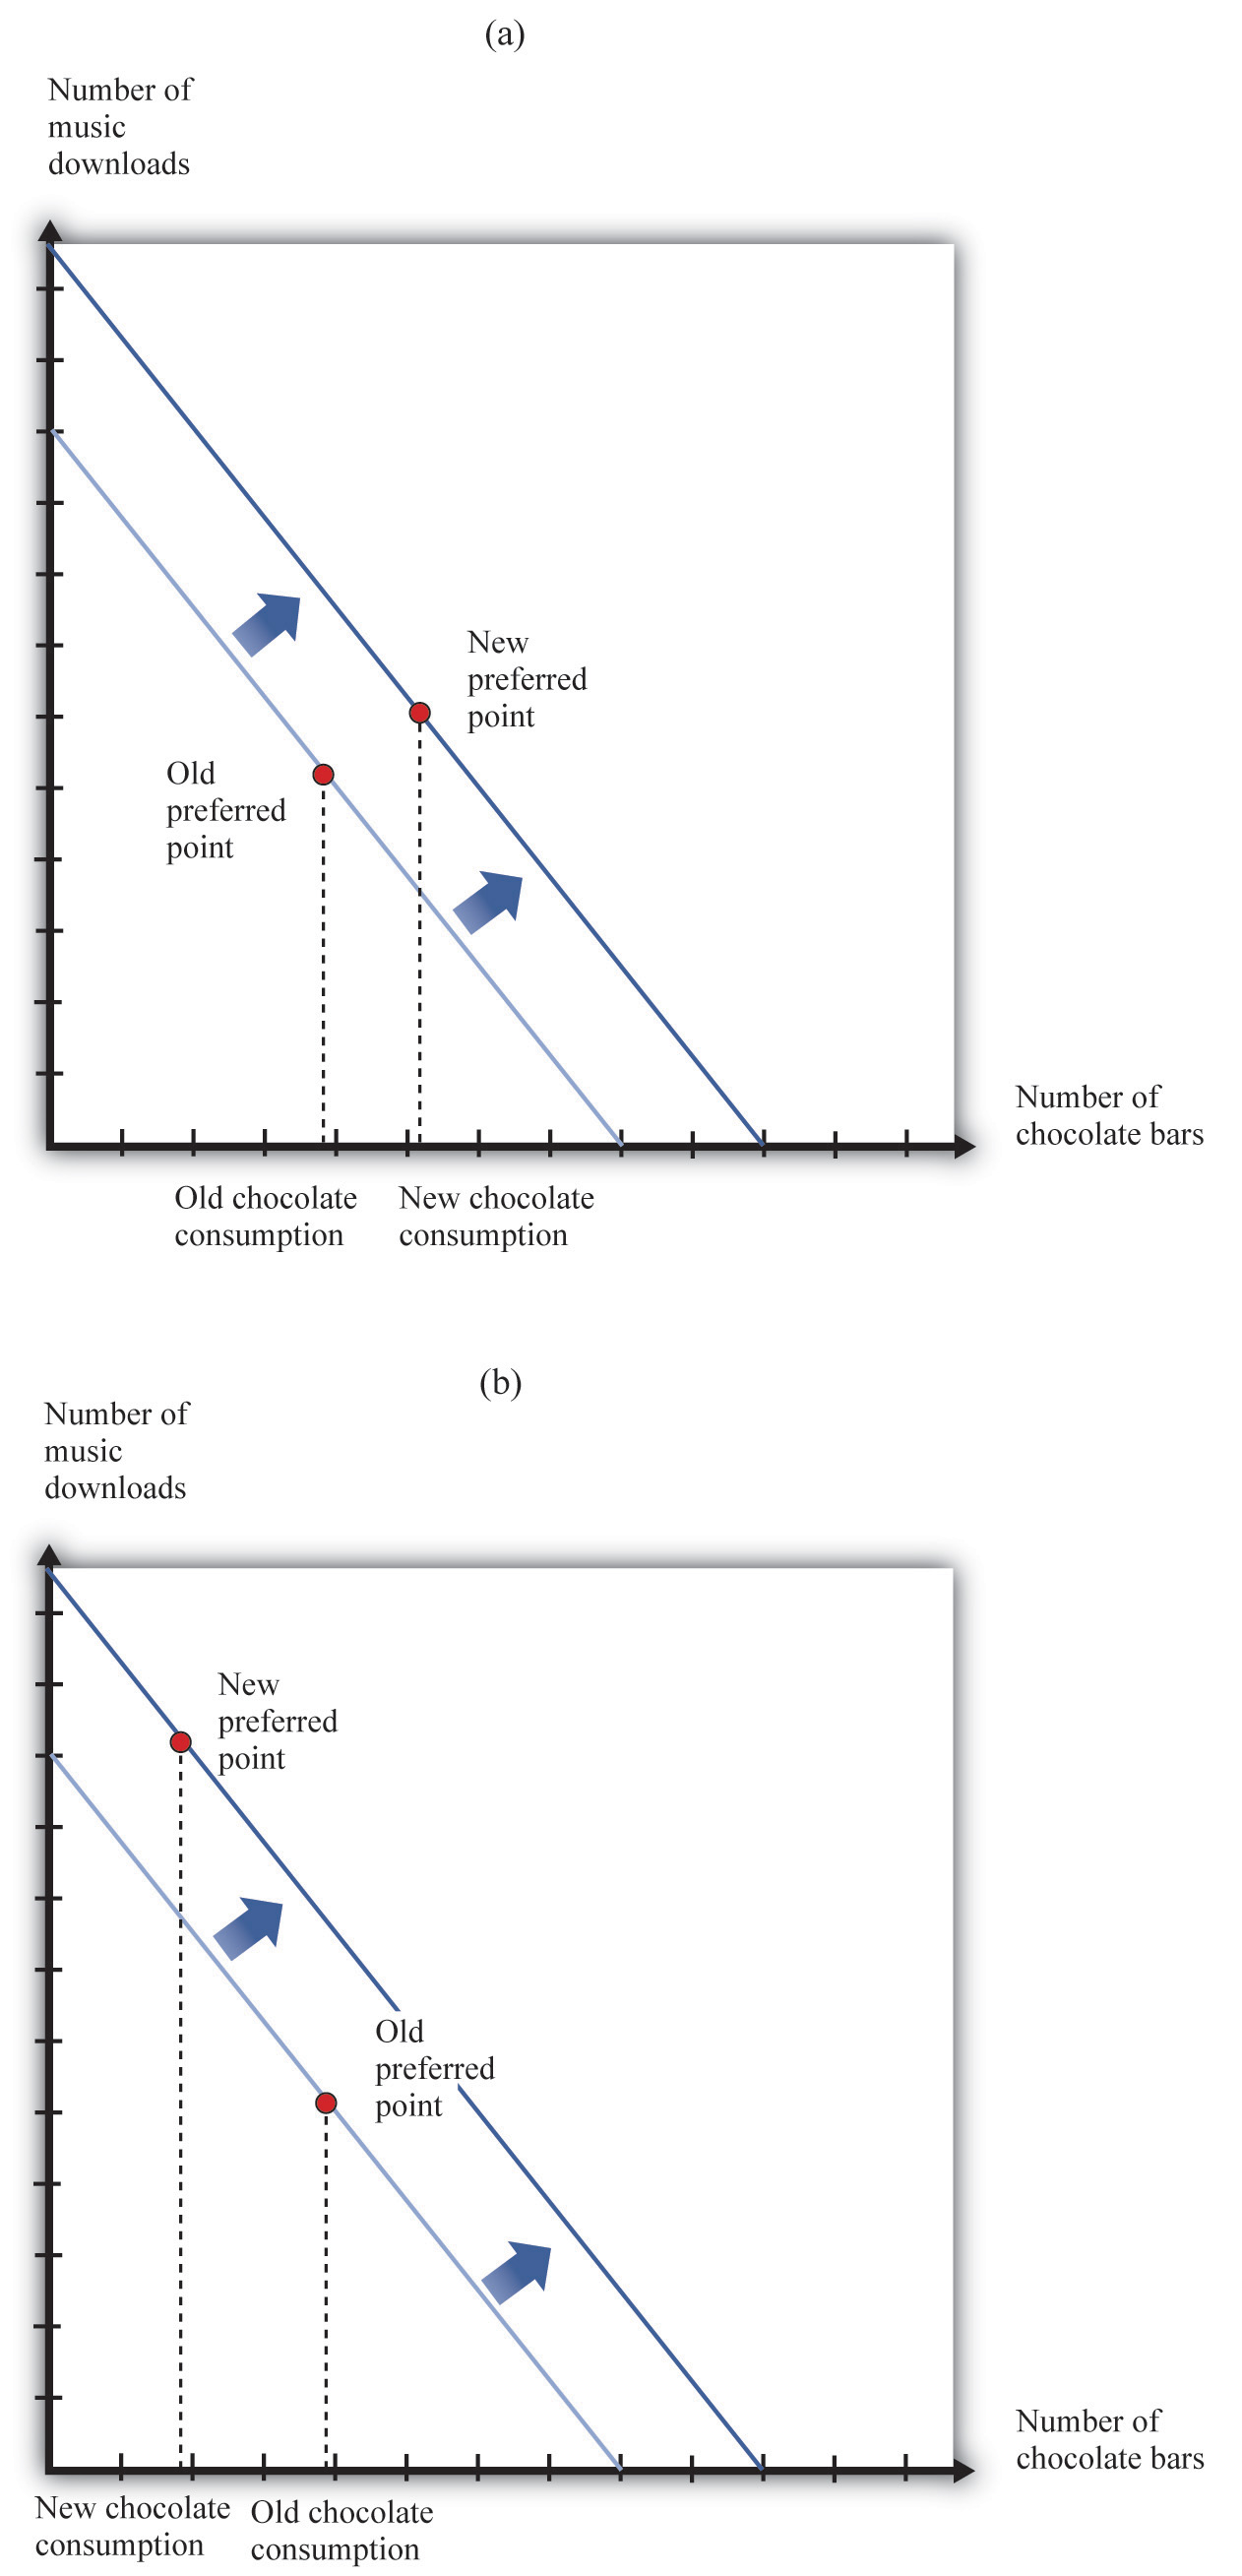 (a)
Number of
music
downloads
New
preferred
point
Old
preferred
point
Number of
chocolate bars
Old chocolate
consumption
New chocolate
consumption
(b)
Number of
music
downloads
New
preferred
point
Old
preferred
point
Number of
chocolate bars
New chocolate
consumption
Old chocolate
consumption